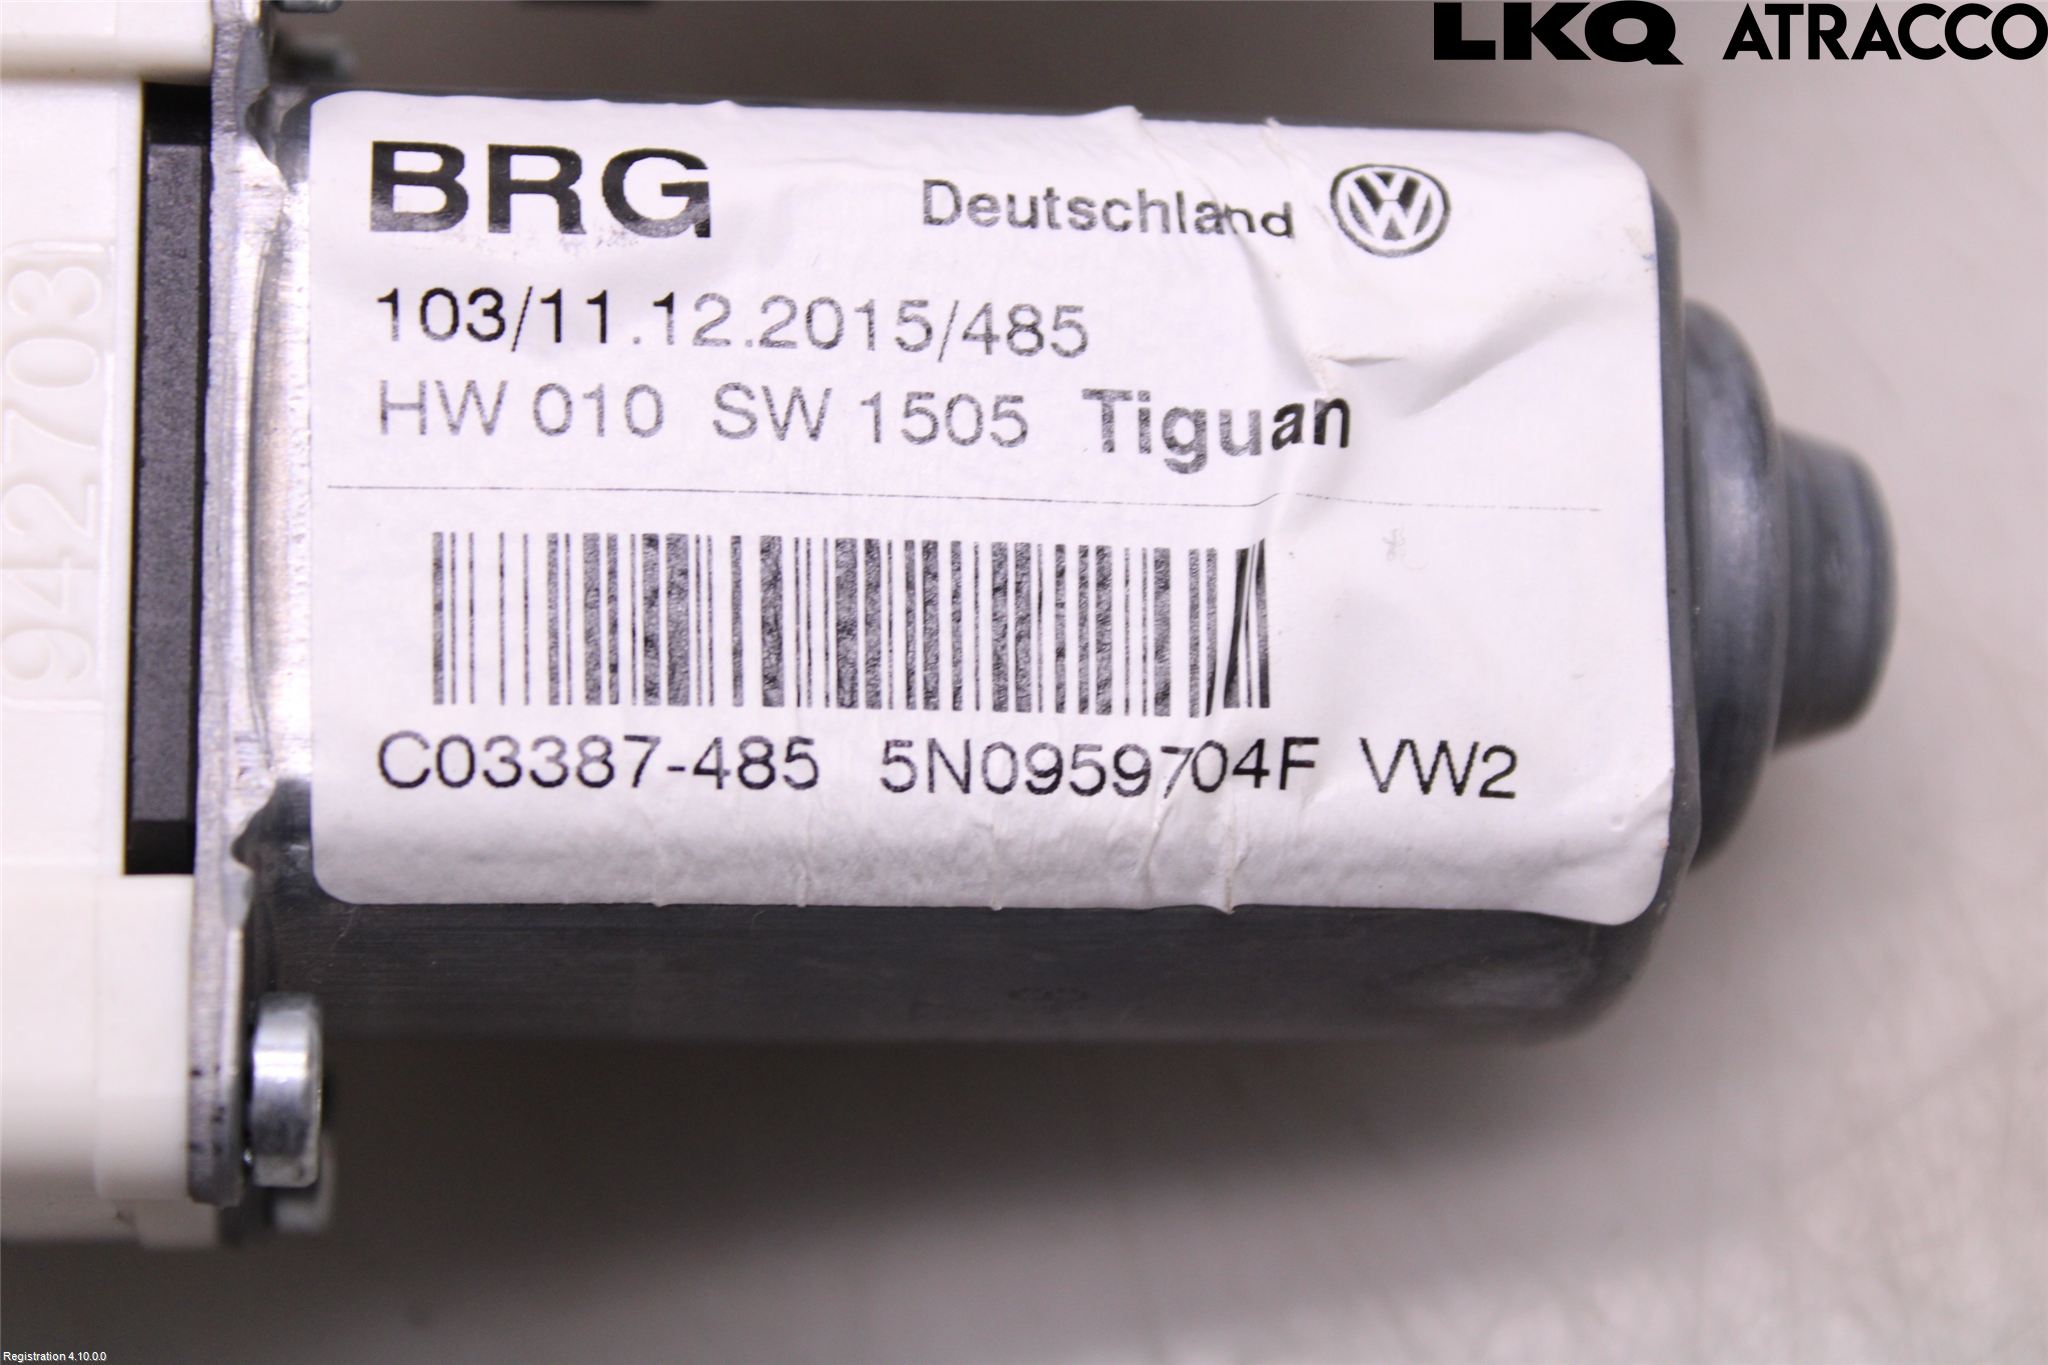 LKQ ATRACCO
BRG Deutschland
103/11.12.2015/485
HW 010 SW 1505 Tiguan
C03387-485 5N0959704F VW2
942703
Registration 4.10.0.0